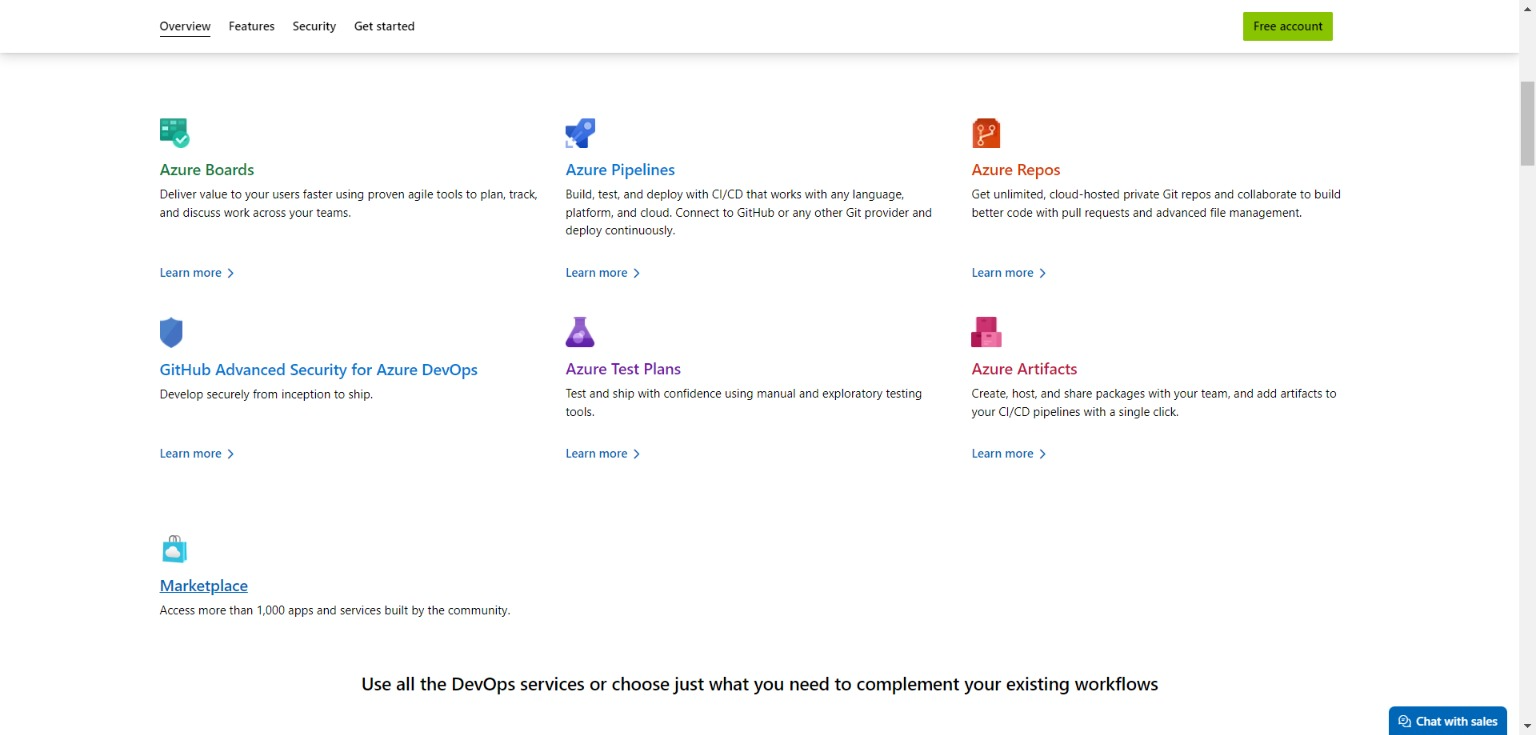 Overview
Features
Security
Get started
Free account
Azure Boards
Deliver value to your users faster using proven agile tools to plan, track,
and discuss work across your teams.
Learn more
Azure Pipelines
Build, test, and deploy with CI/CD that works with any language,
platform, and cloud. Connect to GitHub or any other Git provider and
deploy continuously.
Learn more
Azure Repos
Get unlimited, cloud-hosted private Git repos and collaborate to build
better code with pull requests and advanced file management.
Learn more
GitHub Advanced Security for Azure DevOps
Develop securely from inception to ship.
Learn more
Azure Test Plans
Test and ship with confidence using manual and exploratory testing
tools.
Learn more
Azure Artifacts
Create, host, and share packages with your team, and add artifacts to
your CI/CD pipelines with a single click.
Learn more
Marketplace
Access more than 1,000 apps and services built by the community.
Use all the DevOps services or choose just what you need to complement your existing workflows
Chat with sales